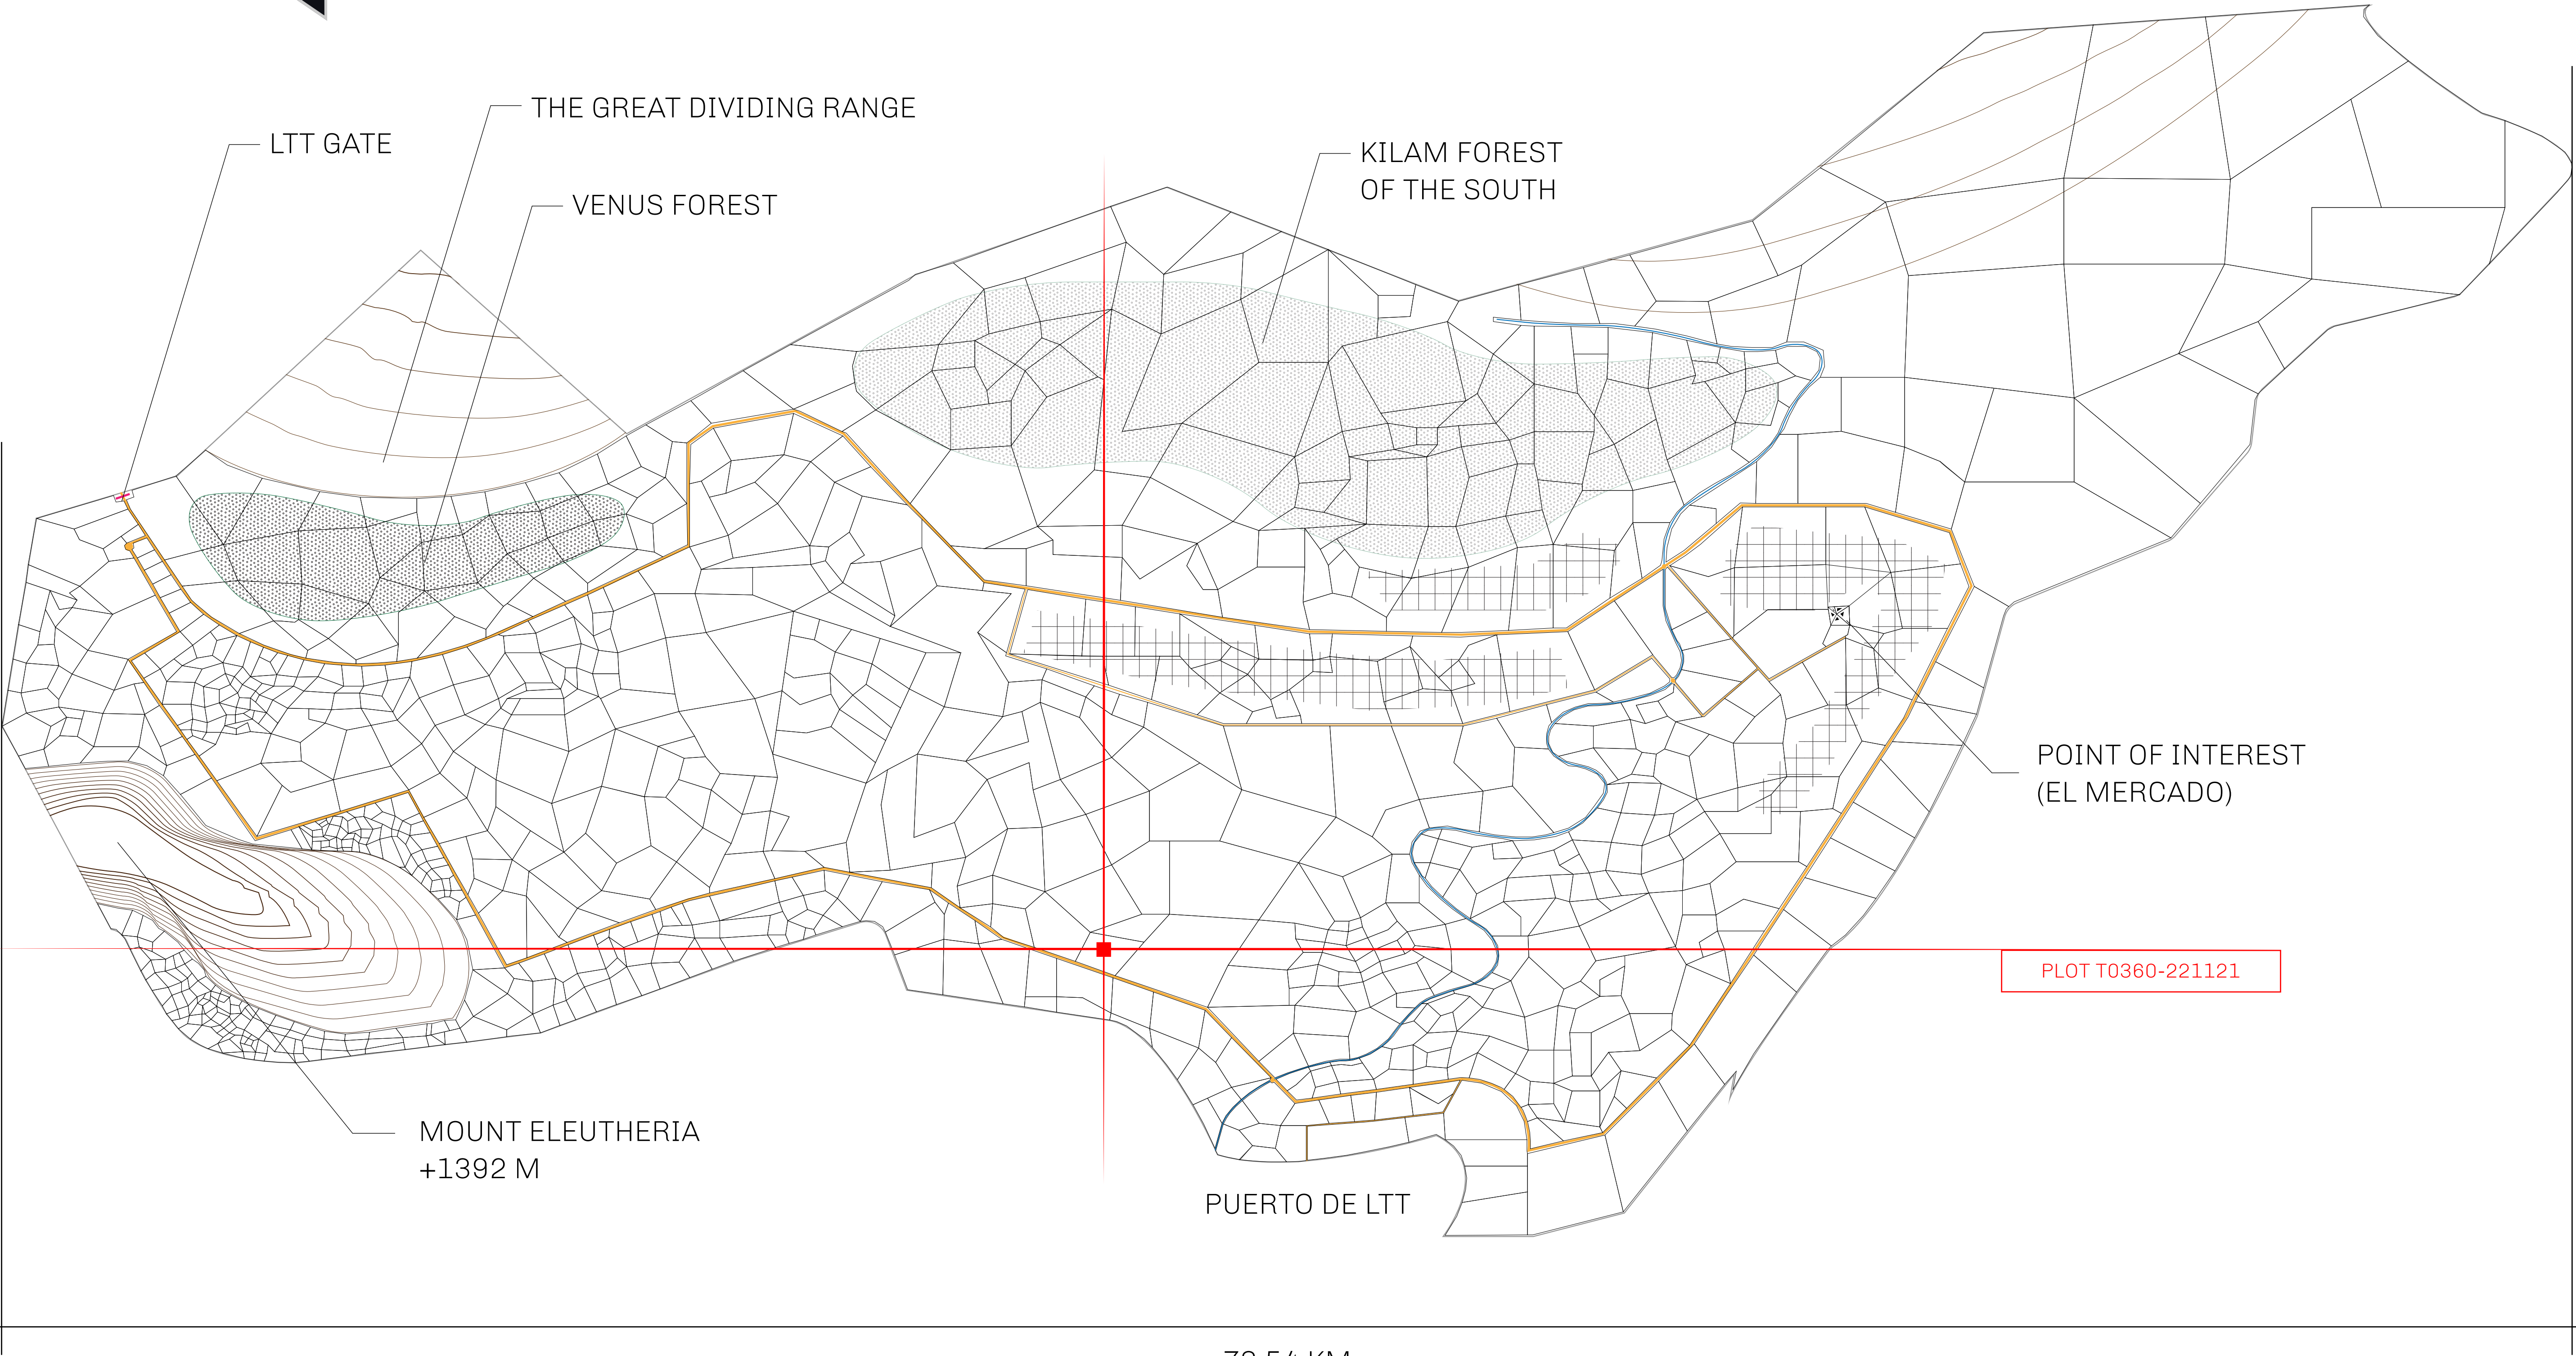 THE GREAT DIVIDING RANGE
LTT GATE
VENUS FOREST
KILAM FOREST
OF THE SOUTH
POINT OF INTEREST
(EL MERCADO)
PLOT T0360-221121
MOUNT ELEUTHERIA
+1392 M
PUERTO DE LTT
KM